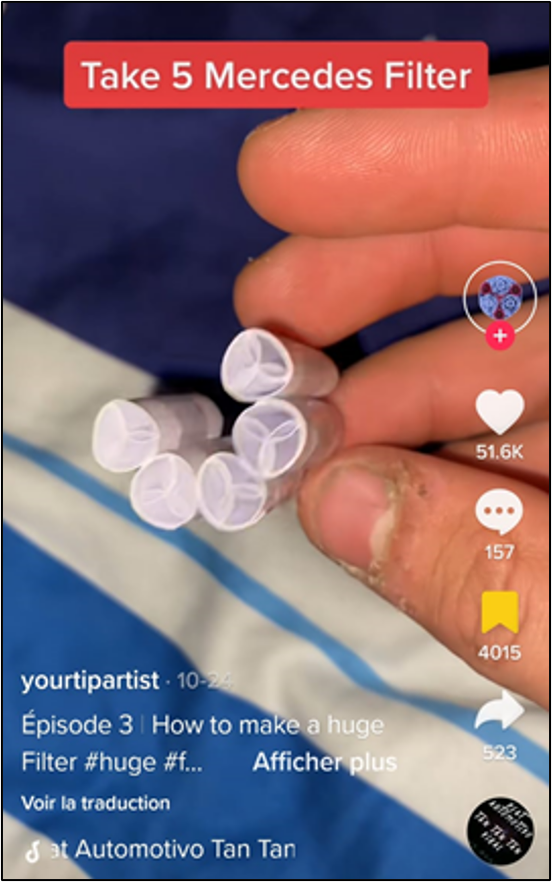 Take 5 Mercedes Filter
51.6K
157
4015
523
yourtipartist · 10-24
Épisode 3 | How to make a huge
Filter #huge #f... Afficher plus
Voir la traduction
at Automotivo Tan Tan